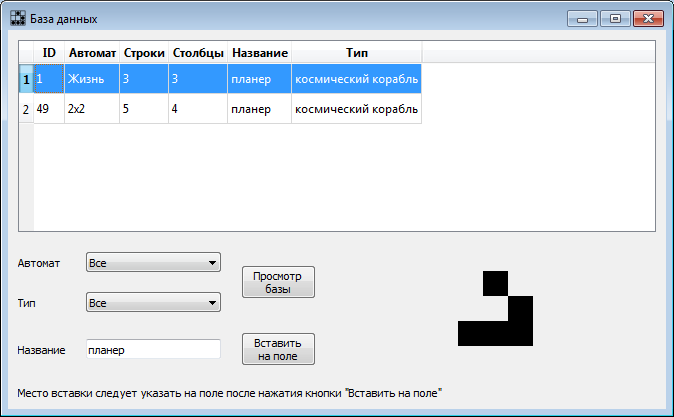 База данных
ID Автомат Строки Столбцы Название Тип
1 1 Жизнь 3 3 планер космический корабль
2 49 2x2 5 4 планер космический корабль
Автомат Все
Просмотр
базы
Тип Все
Название планер
Вставить
на поле
Место вставки следует указать на поле после нажатия кнопки "Вставить на поле"